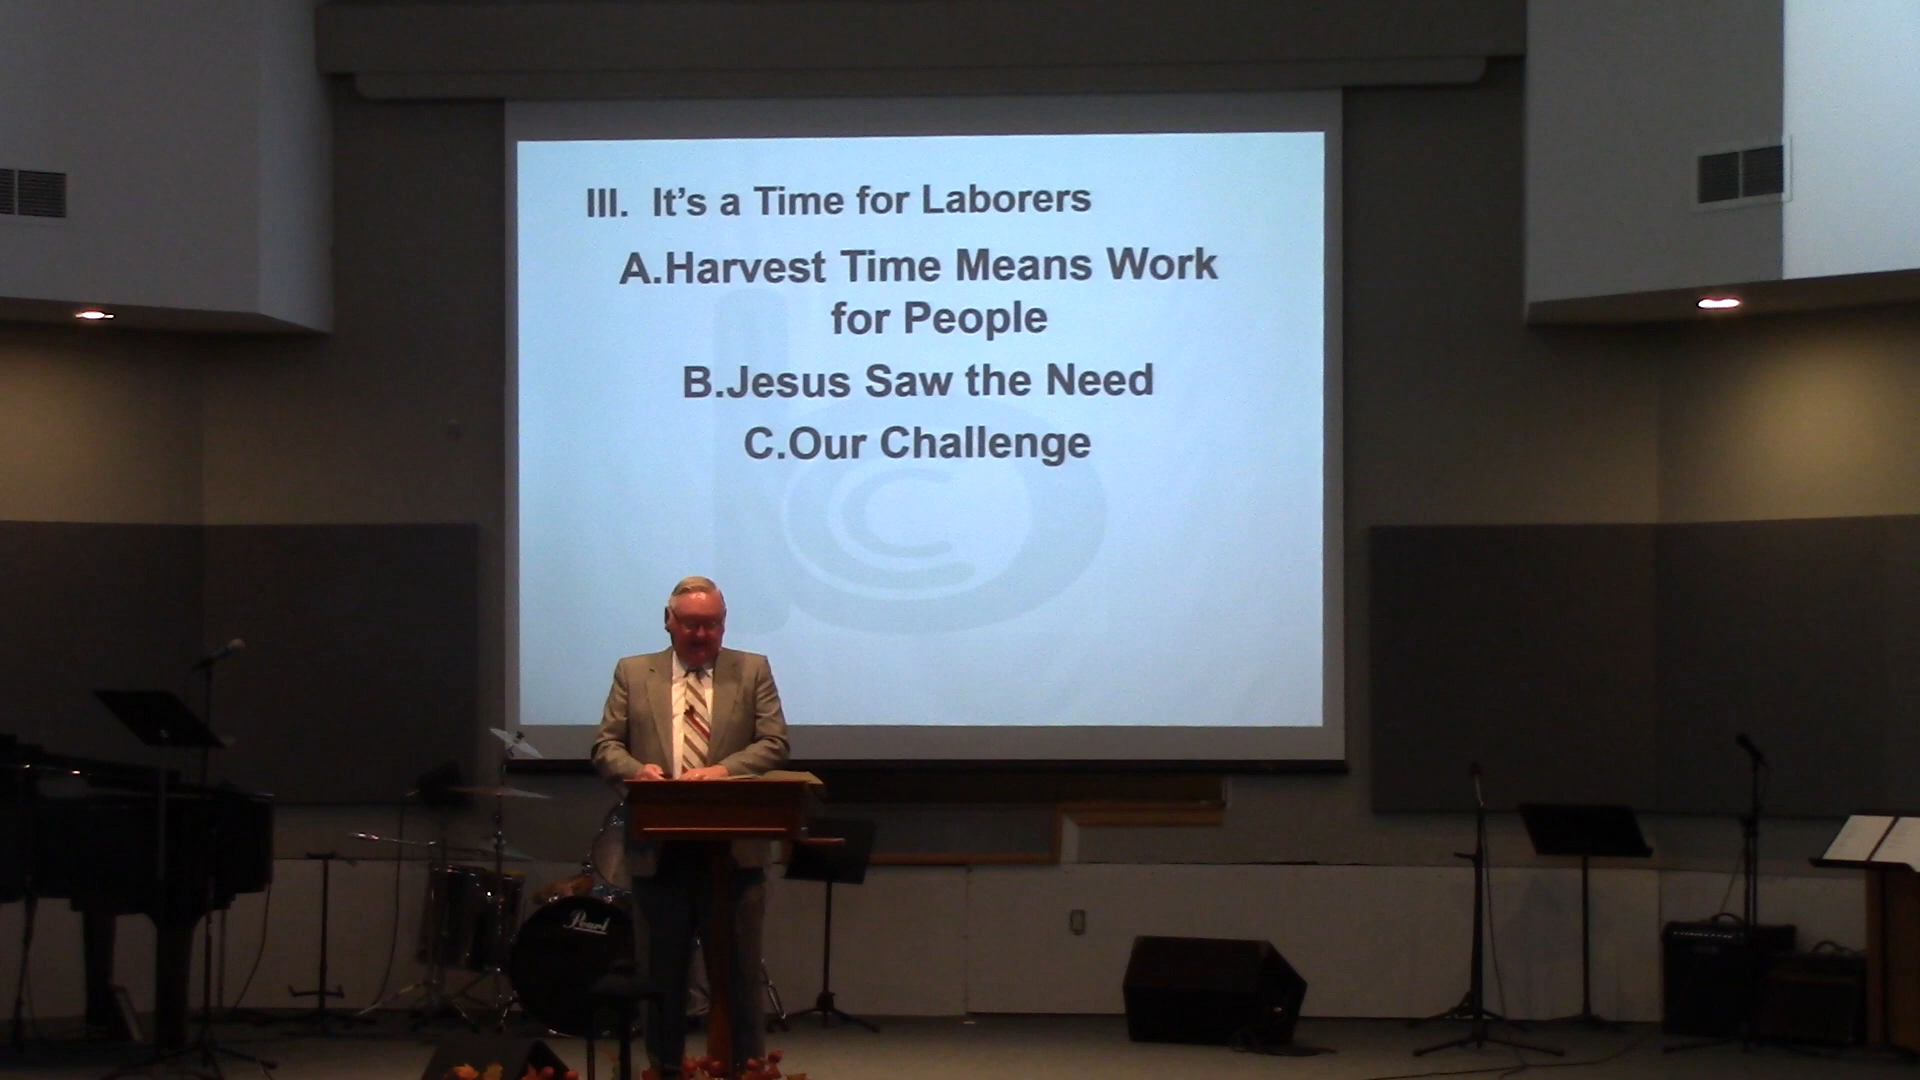 III. It's a Time for Laborers
A.Harvest Time Means Work
for People
B.Jesus Saw the Need
C.Our Challenge
Pearl